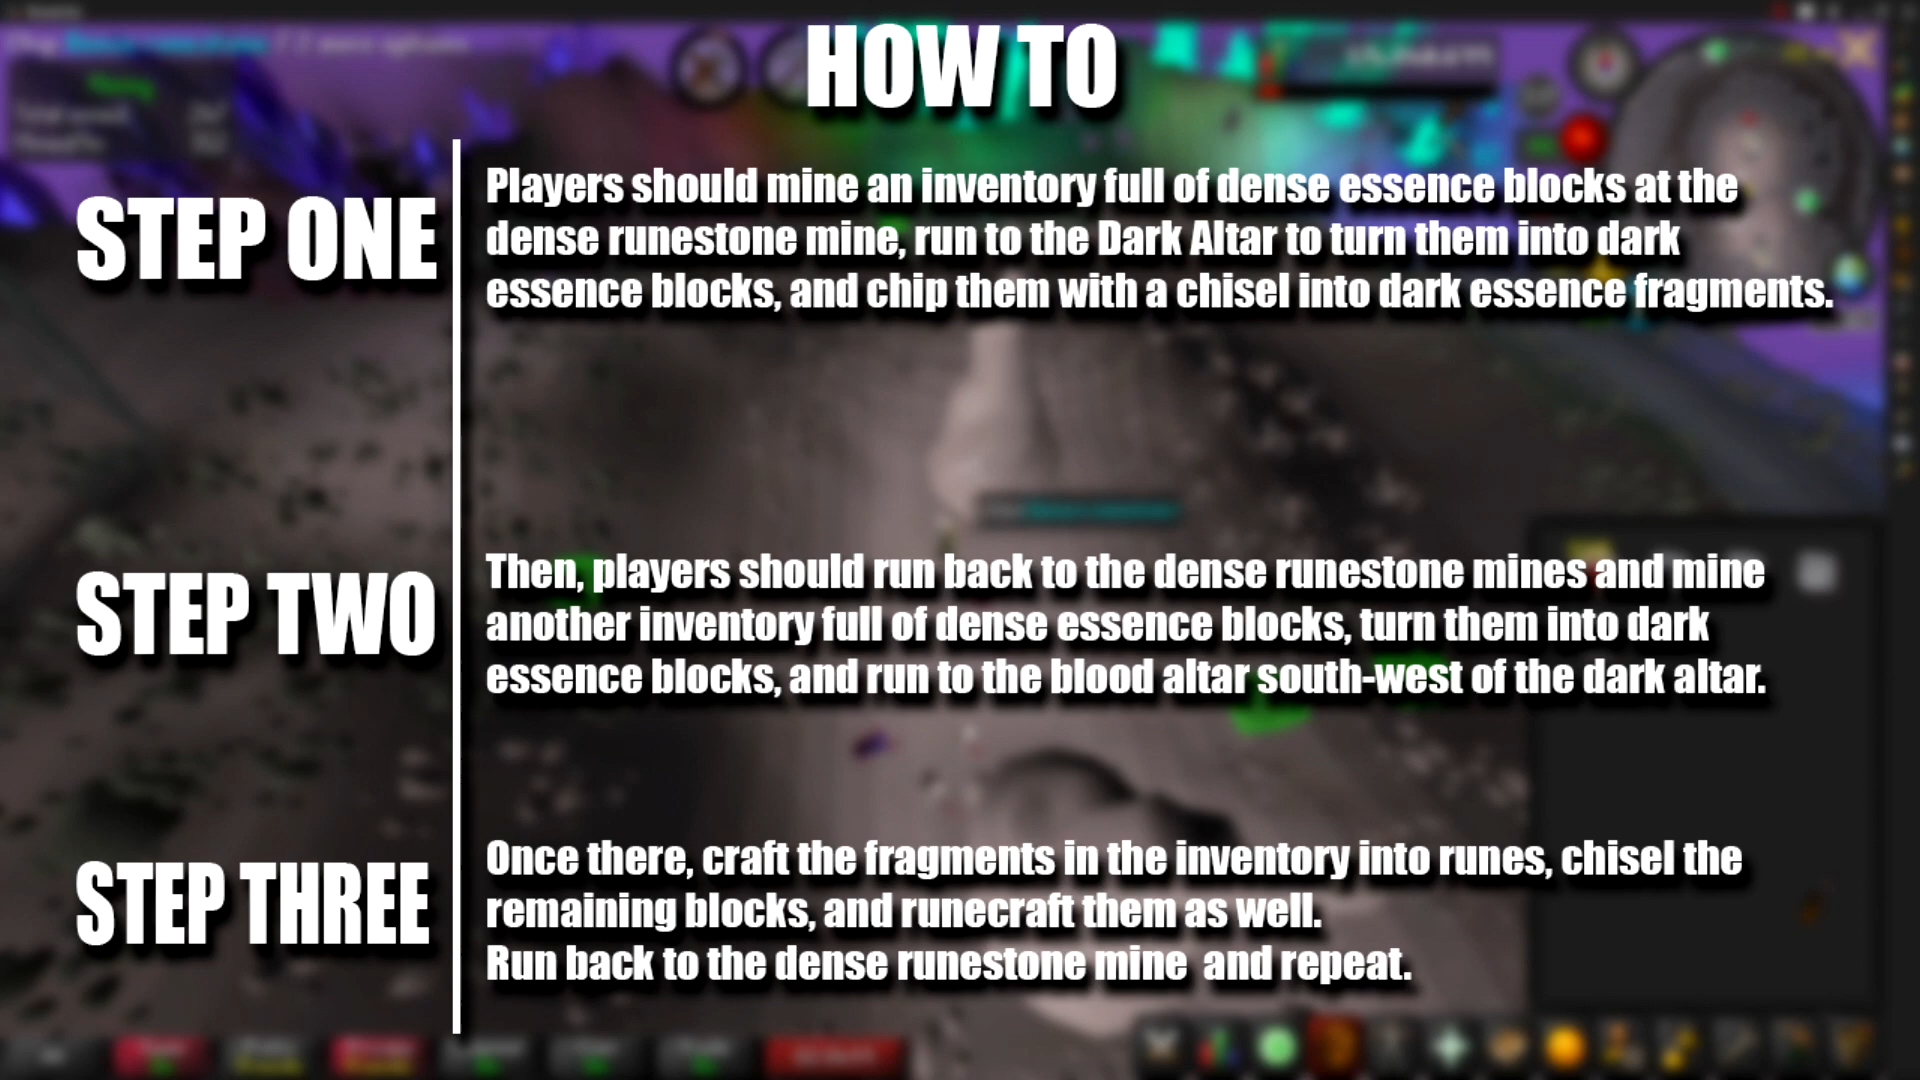 HOW TO
STEP ONE
Players should mine an inventory full of dense essence blocks at the
dense runestone mine, run to the Dark Altar to turn them into dark
essence blocks, and chip them with a chisel into dark essence fragments.
STEP TWO
Then, players should run back to the dense runestone mines and mine
another inventory full of dense essence blocks, turn them into dark
essence blocks, and run to the blood altar south-west of the dark altar.
STEP THREE
Once there, craft the fragments in the inventory into runes, chisel the
remaining blocks, and runecraft them as well.
Run back to the dense runestone mine and repeat.